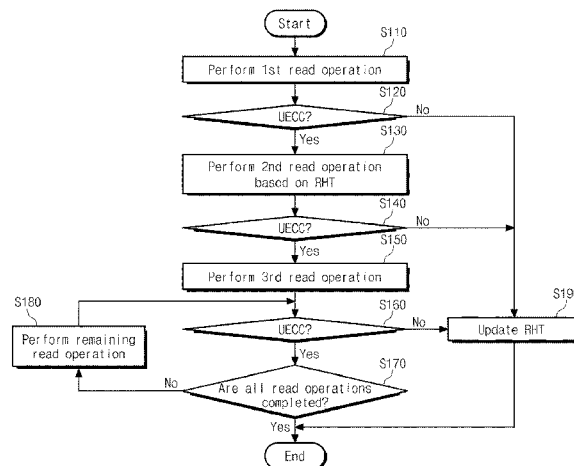 Start
S110
Perform 1st read operation
S120
UECC?
No
Yes
S130
Perform 2nd read operation
based on RHT
S140
UECC?
No
Yes
S150
Perform 3rd read operation
S180
Perform remaining
read operation
S160
UECC?
No
S19
Update RHT
Yes
S170
Are all read operations
completed?
No
Yes
End